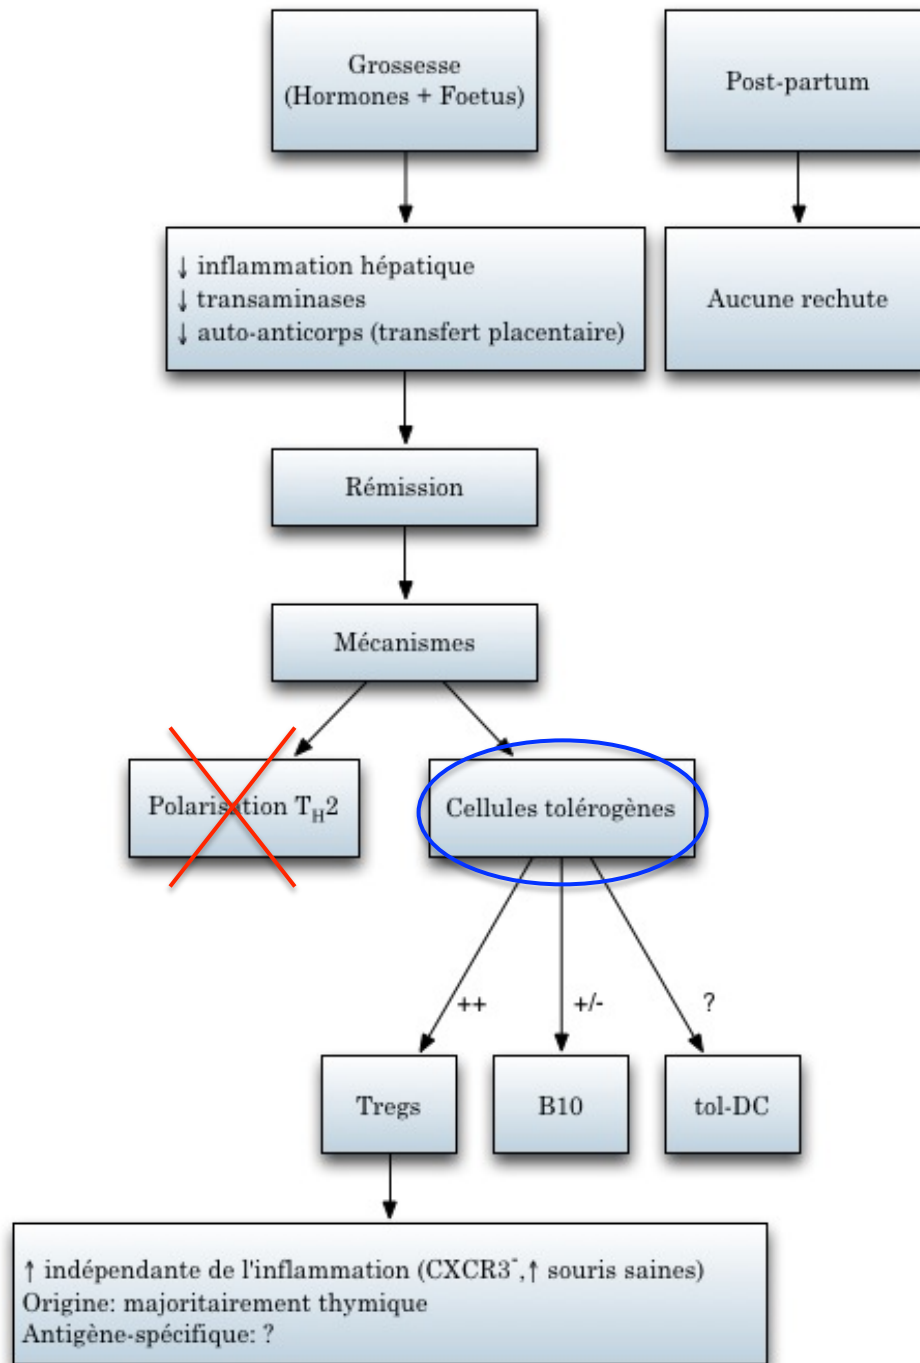 Grossesse
(Hormones + Foetus)
Post-partum
↓ inflammation hépatique
↓ transaminases
↓ auto-anticorps (transfert placentaire)
Aucune rechute
Rémission
Mécanismes
Polarisation TH2
Cellules tolérogènes
++
+/-
?
Tregs
B10
tol-DC
↑ indépendante de l'inflammation (CXCR3⁻,↑ souris saines)
Origine: majoritairement thymique
Antigène-spécifique: ?